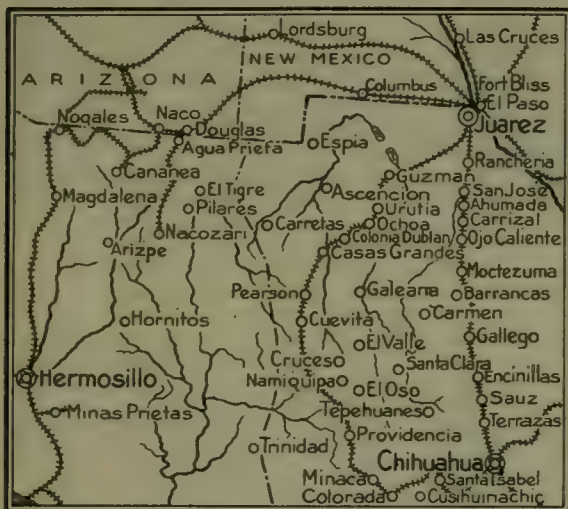 Lordsburg
Las Cruces
NEW MEXICO
ARIZONA
Columbus
Fort Bliss
El Paso
Nogales
Naco
Douglas
Juarez
Agua Prieta
Espia
Rancheria
Cananea
Guzman
Magdalena
El Tigre
Ascencion
San Jose
Pilares
Urutia
Ahumada
Carretas
Ochoa
Carrizal
Nacozari
Colonia Dublan
Ojo Caliente
Arizpe
Casas Grandes
Moctezuma
Pearson
Galeana
Barrancas
Hornitos
Cuevita
Carmen
El Valle
Gallego
Cruces
Santa Clara
Hermosillo
Namiquipa
Encinillas
El Oso
Sauz
Minas Prietas
Tepehuanes
Terrazas
Providencia
Trinidad
Chihuahua
Minaca
Santa Isabel
Colorada
Cusihuinachic